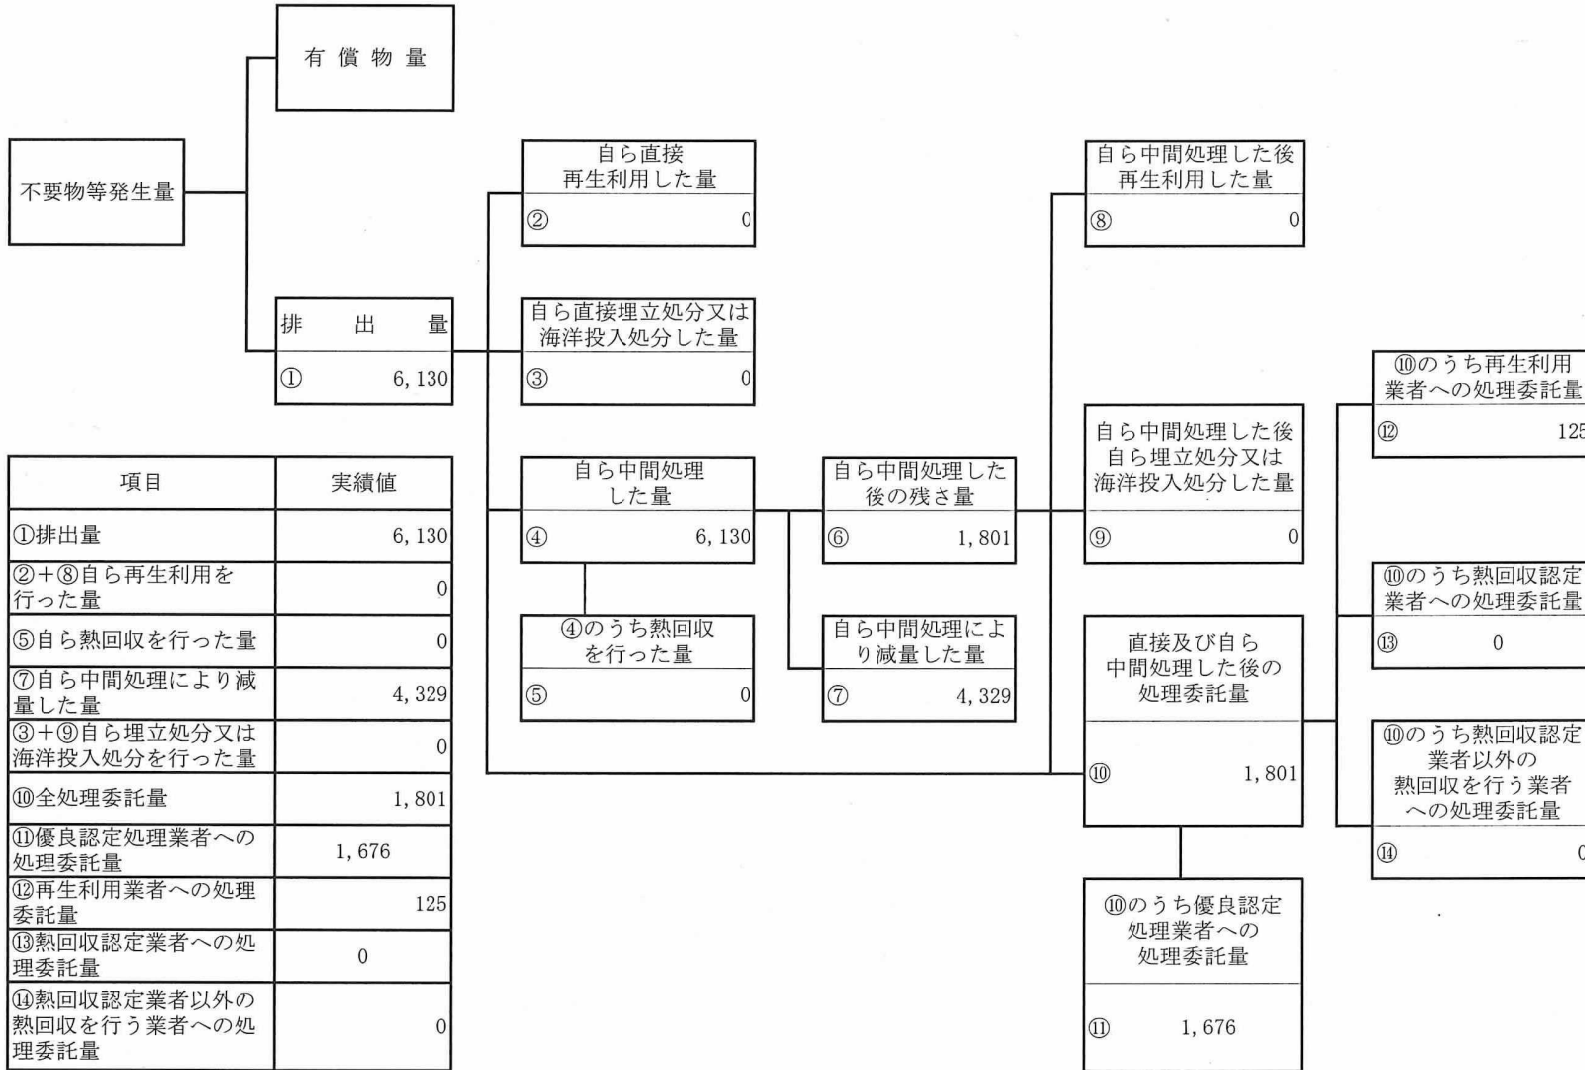 有 償 物 量
不要物等発生量
排 出 量
① 6,130
自ら直接
再生利用した量
② 0
自ら直接埋立処分又は
海洋投入処分した量
③ 0
自ら中間処理
した量
④ 6,130
④のうち熱回収
を行った量
⑤ 0
自ら中間処理した
後の残さ量
⑥ 1,801
自ら中間処理によ
り減量した量
⑦ 4,329
自ら中間処理した後
再生利用した量
⑧ 0
自ら中間処理した後
自ら埋立処分又は
海洋投入処分した量
⑨ 0
直接及び自ら
中間処理した後の
処理委託量
⑩ 1,801
⑩のうち優良認定
処理業者への
処理委託量
⑪ 1,676
⑩のうち再生利用
業者への処理委託量
⑫ 125
⑩のうち熱回収認定
業者への処理委託量
⑬ 0
⑩のうち熱回収認定
業者以外の
熱回収を行う業者
への処理委託量
⑭ 0
項目 実績値
①排出量 6,130
②+⑧自ら再生利用を
行った量 0
⑤自ら熱回収を行った量 0
⑦自ら中間処理により減
量した量 4,329
③+⑨自ら埋立処分又は
海洋投入処分を行った量 0
⑩全処理委託量 1,801
⑪優良認定処理業者への
処理委託量 1,676
⑫再生利用業者への処理
委託量 125
⑬熱回収認定業者への処
理委託量 0
⑭熱回収認定業者以外の
熱回収を行う業者への処
理委託量 0